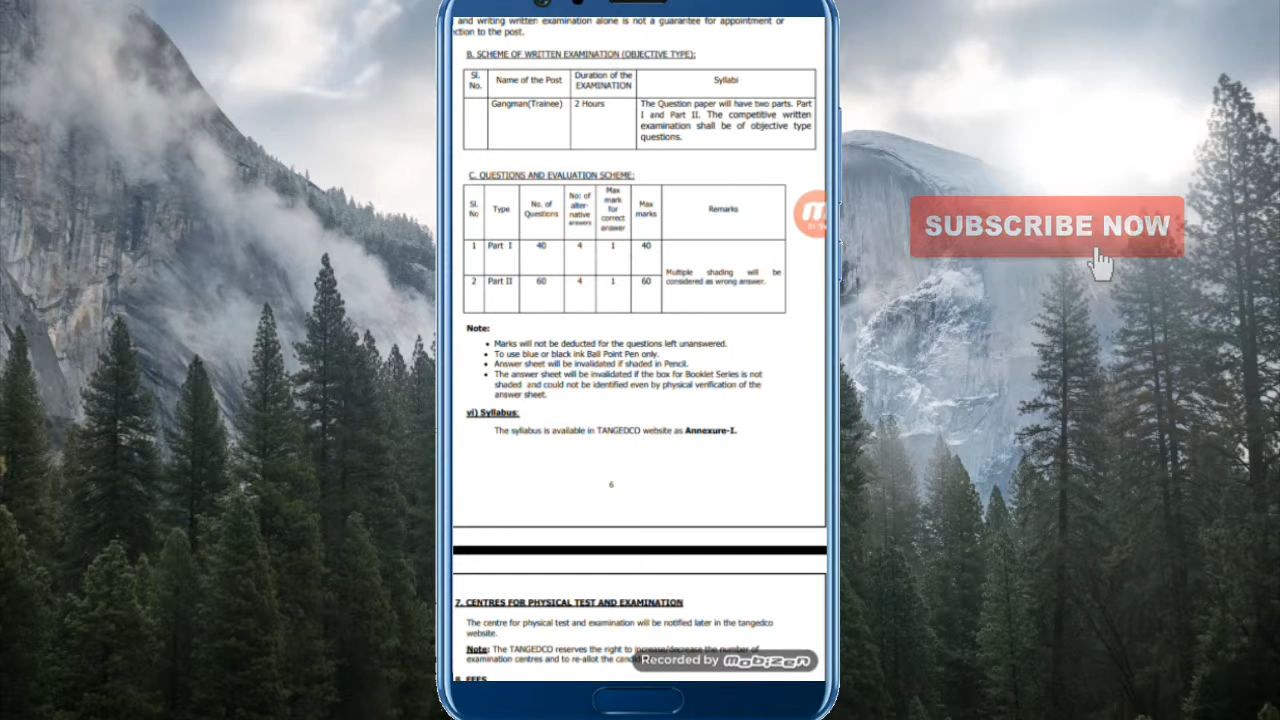 and writing written examination alone is not a guarantee for appointment or
ction to the post.
B. SCHEME OF WRITTEN EXAMINATION (OBJECTIVE TYPE):
Sl. No. Name of the Post Duration of the EXAMINATION Syllabi
Gangman(Trainee) 2 Hours The Question paper will have two parts. Part
I and Part II. The competitive written
examination shall be of objective type
questions.
C. QUESTIONS AND EVALUATION SCHEME:
Sl. No Type No. of Questions No: of alter-native answers Max mark for correct answer Max marks Remarks
1 Part I 40 4 1 40
Multiple shading will be
considered as wrong answer.
2 Part II 60 4 1 60
Note:
• Marks will not be deducted for the questions left unanswered.
• To use blue or black ink Ball Point Pen only.
• Answer sheet will be invalidated if shaded in Pencil.
• The answer sheet will be invalidated if the box for Booklet Series is not
shaded and could not be identified even by physical verification of the
answer sheet.
vi) Syllabus:
The syllabus is available in TANGEDCO website as Annexure-I.
6
7. CENTRES FOR PHYSICAL TEST AND EXAMINATION
The centre for physical test and examination will be notified later in the tangedco
website.
Note: The TANGEDCO reserves the right to increase/decrease the number of
examination centres and to re-allot the
Recorded by mobizen
8. FEES
SUBSCRIBE NOW